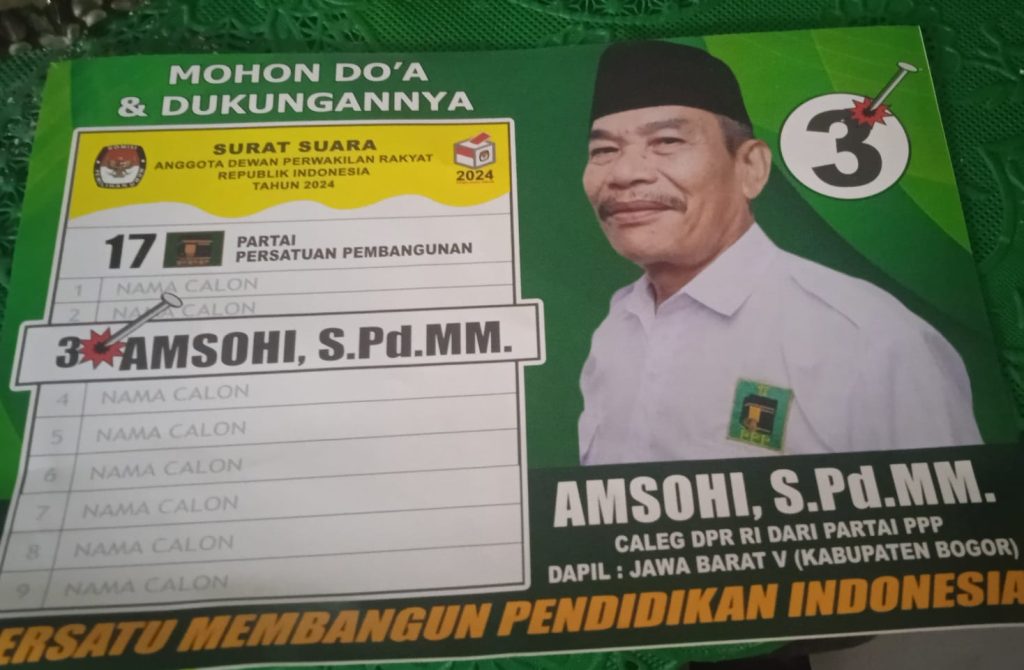 MOHON DO'A
& DUKUNGANNYA
SURAT SUARA
ANGGOTA DEWAN PERWAKILAN RAKYAT
REPUBLIK INDONESIA
TAHUN 2024
2024
17 PARTAI
PERSATUAN PEMBANGUNAN
1 NAMA CALON
2 NAMA CALON
3 AMSOHI, S.Pd.MM.
4 NAMA CALON
5 NAMA CALON
6 NAMA CALON
7 NAMA CALON
8 NAMA CALON
9 NAMA CALON
3
PPP
AMSOHI, S.Pd.MM.
CALEG DPR RI DARI PARTAI PPP
DAPIL : JAWA BARAT V (KABUPATEN BOGOR)
ERSATU MEMBANGUN PENDIDIKAN INDONESIA